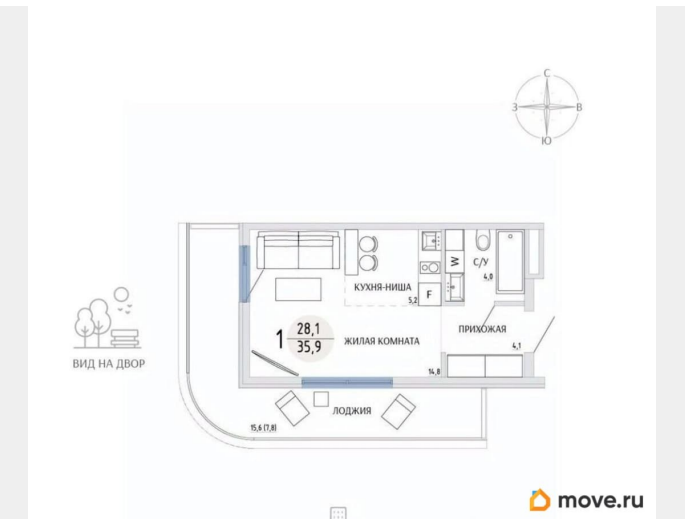 С
З
В
Ю
W
С/У
4,0
КУХНЯ-НИША
5,2
F
ПРИХОЖАЯ
4,1
1
28,1
35,9
ЖИЛАЯ КОМНАТА
14,8
ВИД НА ДВОР
ЛОДЖИЯ
15,6 (7,8)
move.ru